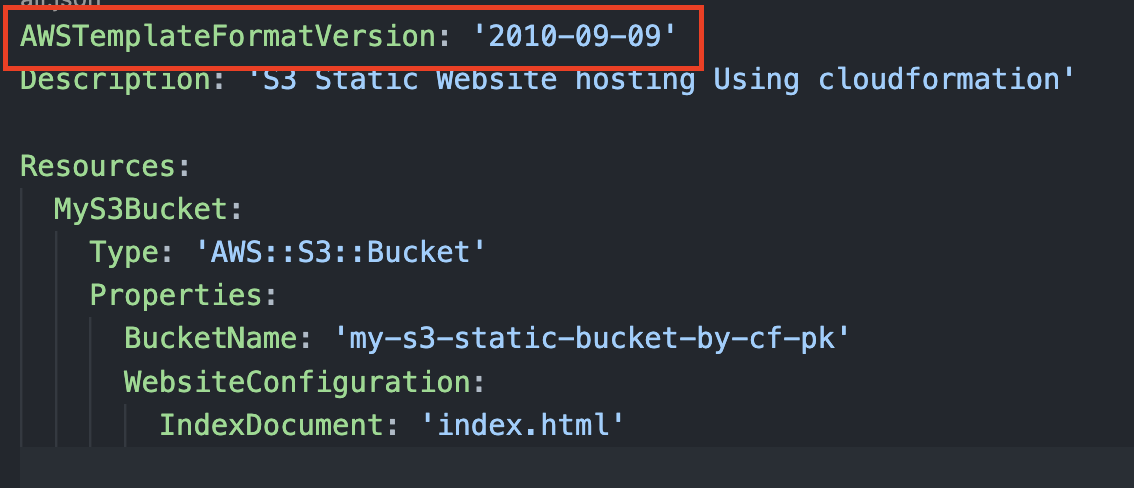 AWSTemplateFormatVersion: '2010-09-09'
Description: 'S3 Static Website hosting Using cloudformation'
Resources:
MyS3Bucket:
Type: 'AWS::S3::Bucket'
Properties:
BucketName: 'my-s3-static-bucket-by-cf-pk'
WebsiteConfiguration:
IndexDocument: 'index.html'